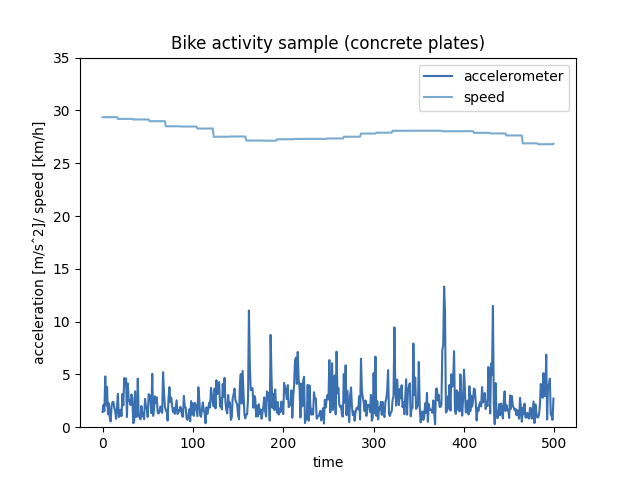 Bike activity sample (concrete plates)
accelerometer
speed
acceleration [m/sˆ2]/ speed [km/h]
35
30
25
20
15
10
5
0
0 100 200 300 400 500
time